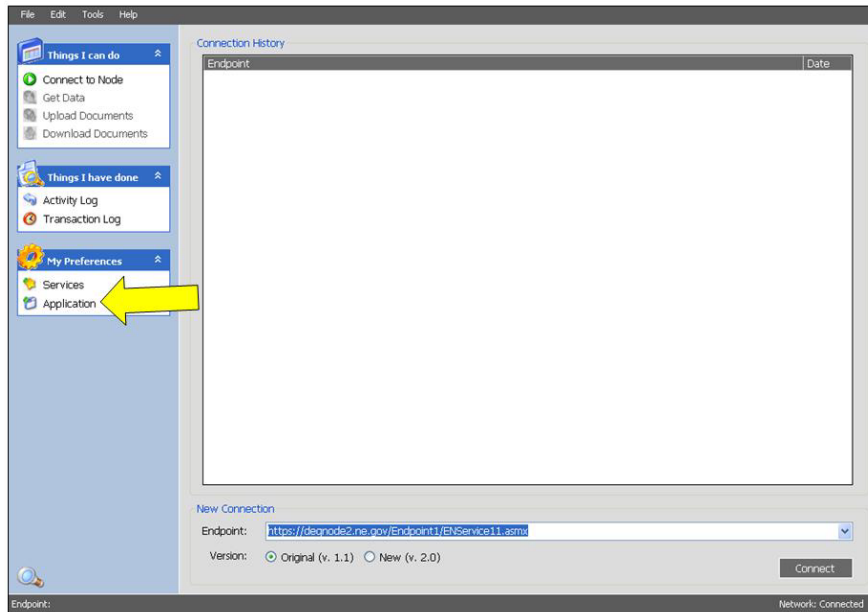 File Edit Tools Help
Things I can do
Connect to Node
Get Data
Upload Documents
Download Documents
Things I have done
Activity Log
Transaction Log
My Preferences
Services
Application
Connection History
Endpoint Date
New Connection
Endpoint: https://deqnode2.ne.gov/Endpoint1/ENService11.asmx
Version: Original (v. 1.1) New (v. 2.0)
Connect
Endpoint: Network: Connected